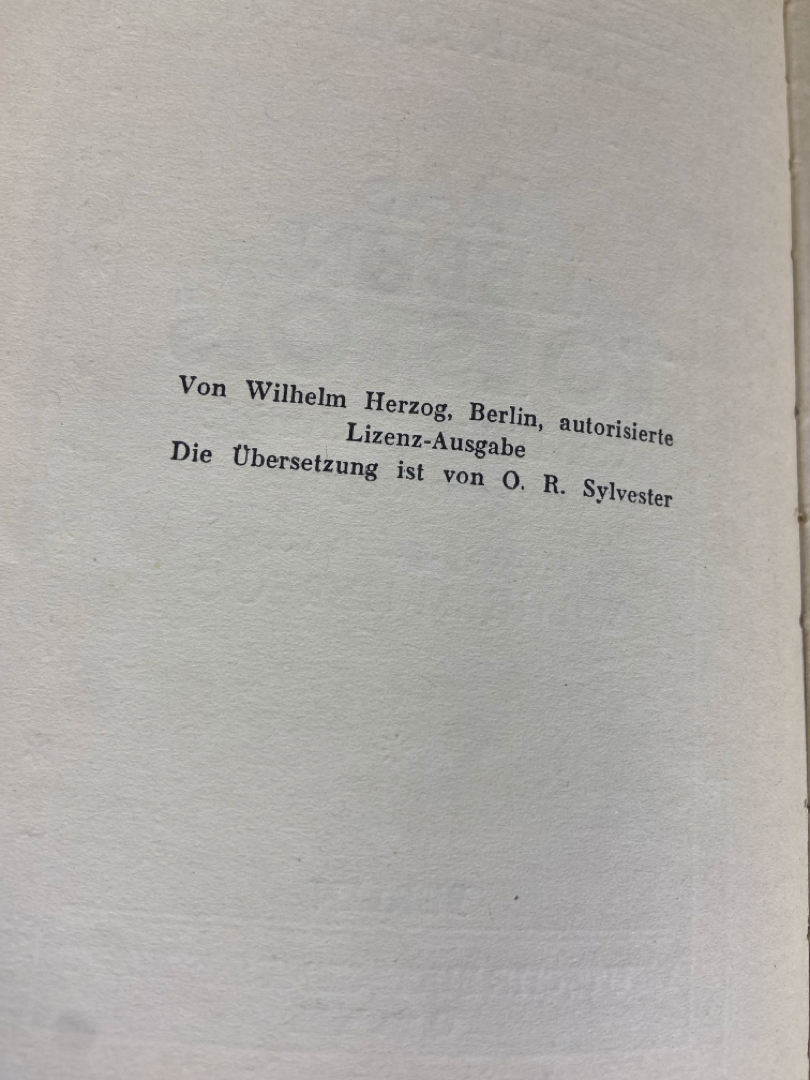 Von Wilhelm Herzog, Berlin, autorisierte
Lizenz-Ausgabe
Die Übersetzung ist von O. R. Sylvester